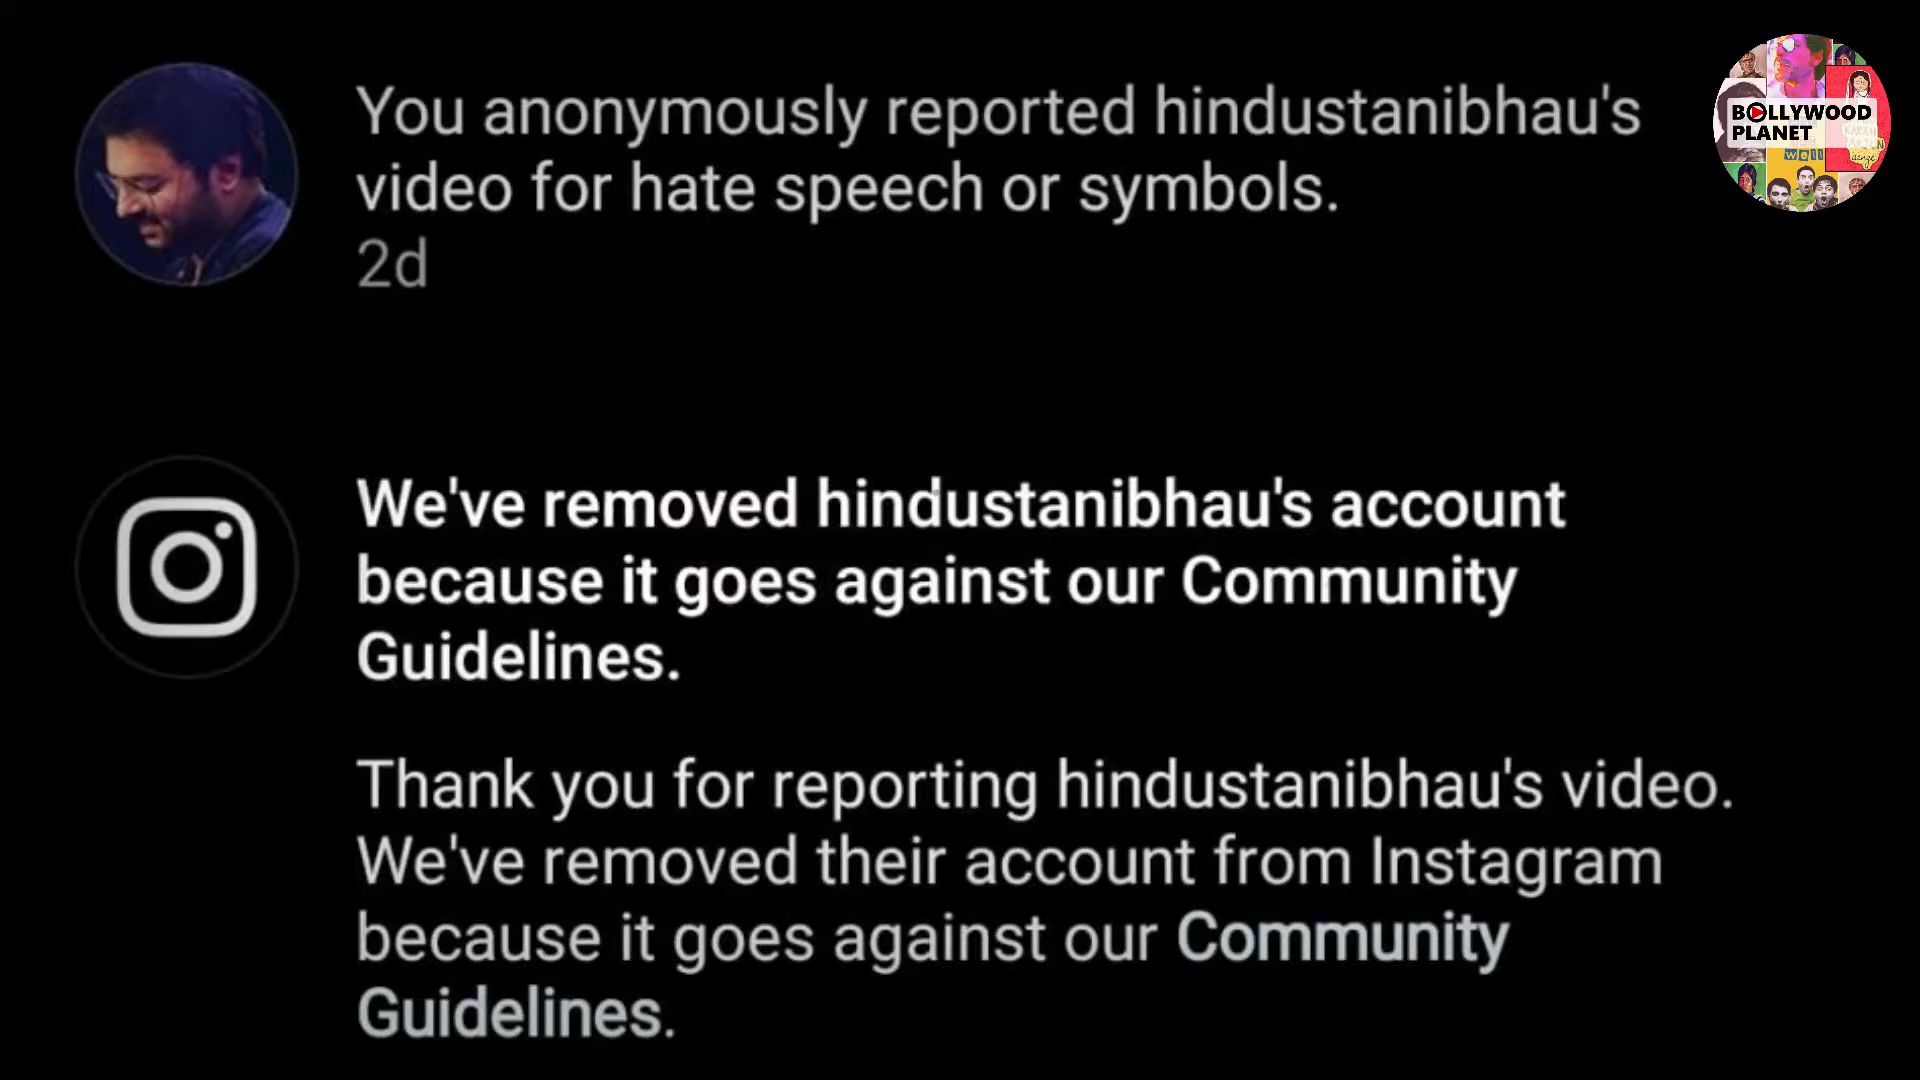 You anonymously reported hindustanibhau's
video for hate speech or symbols.
2d
We've removed hindustanibhau's account
because it goes against our Community
Guidelines.
Thank you for reporting hindustanibhau's video.
We've removed their account from Instagram
because it goes against our Community
Guidelines.
BOLLYWOOD
PLANET
well